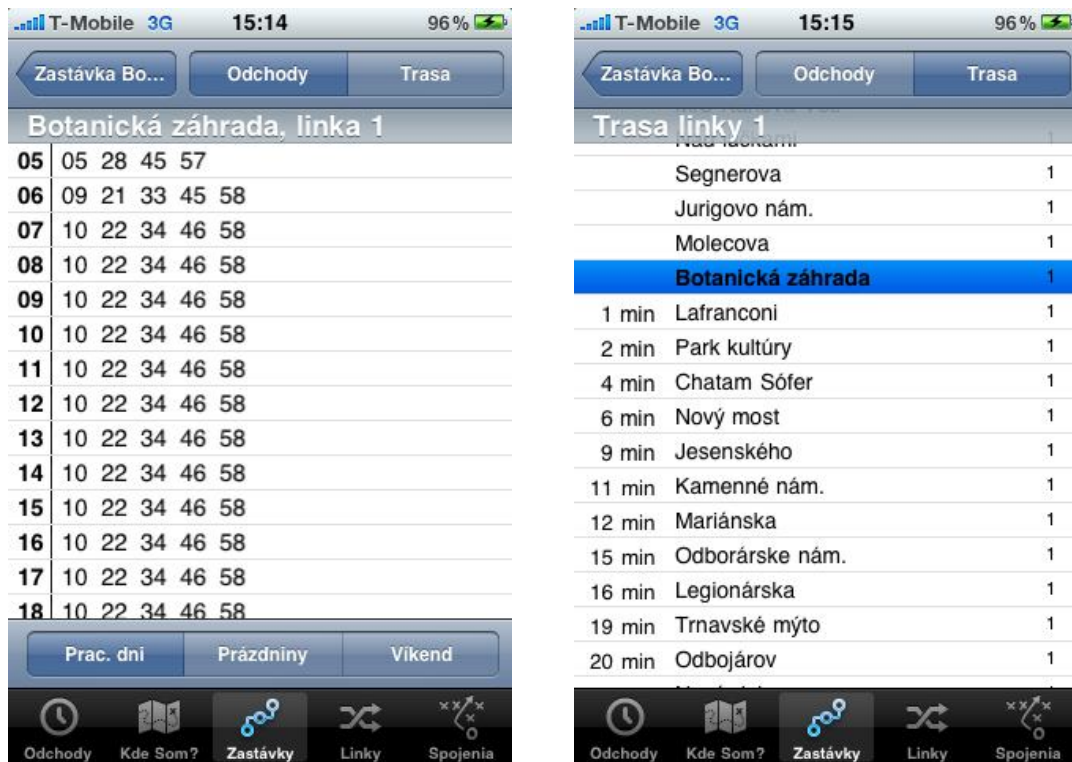 T-Mobile 3G 15:14 96 %
Zastávka Bo... Odchody Trasa
Botanická záhrada, linka 1
05 05 28 45 57
06 09 21 33 45 58
07 10 22 34 46 58
08 10 22 34 46 58
09 10 22 34 46 58
10 10 22 34 46 58
11 10 22 34 46 58
12 10 22 34 46 58
13 10 22 34 46 58
14 10 22 34 46 58
15 10 22 34 46 58
16 10 22 34 46 58
17 10 22 34 46 58
18 10 22 34 46 58
Prac. dni Prázdniny Víkend
Odchody Kde Som? Zastávky Linky Spojenia
T-Mobile 3G 15:15 96 %
Zastávka Bo... Odchody Trasa
Trasa linky 1
Nad lúčkami 1
Segnerova 1
Jurigovo nám. 1
Molecova 1
Botanická záhrada 1
1 min Lafranconi 1
2 min Park kultúry 1
4 min Chatam Sófer 1
6 min Nový most 1
9 min Jesenského 1
11 min Kamenné nám. 1
12 min Mariánska 1
15 min Odborárske nám. 1
16 min Legionárska 1
19 min Trnavské mýto 1
20 min Odbojárov 1
Odchody Kde Som? Zastávky Linky Spojenia